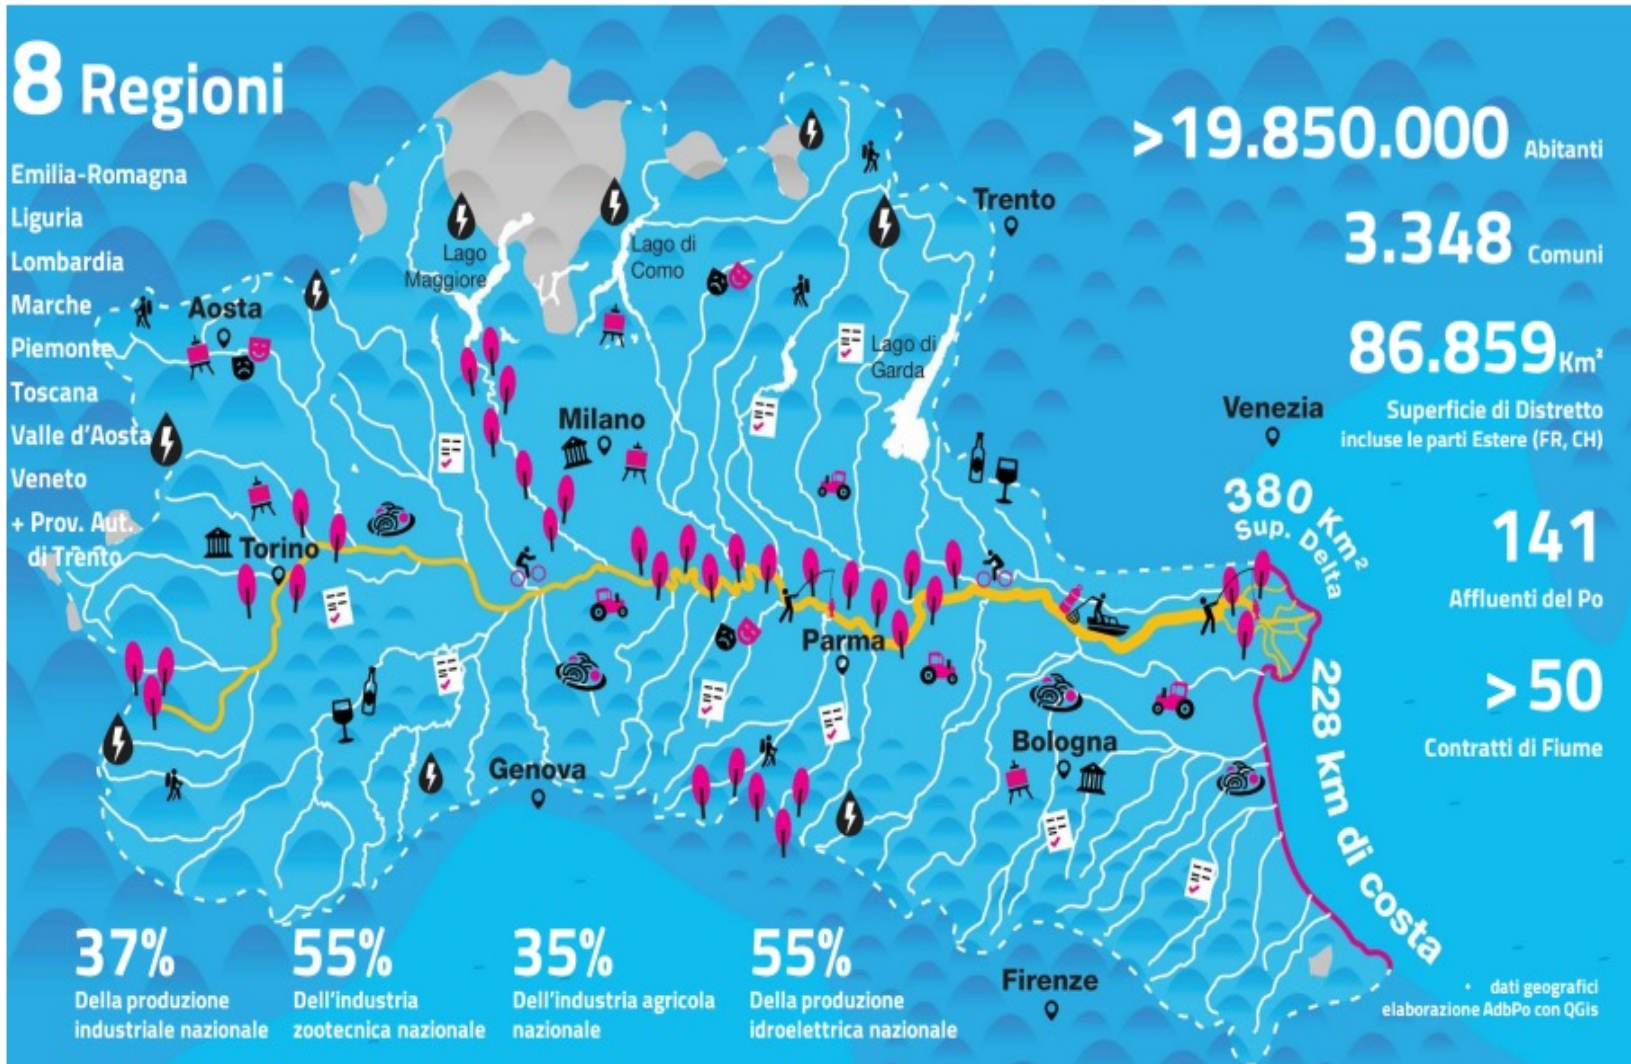 8 Regioni
Emilia-Romagna
Liguria
Lombardia
Marche
Piemonte
Toscana
Valle d'Aosta
Veneto
+ Prov. Aut.
di Trento
>19.850.000 Abitanti
3.348 Comuni
86.859 Km²
Superficie di Distretto
incluse le parti Estere (FR, CH)
141
Affluenti del Po
>50
Contratti di Fiume
Trento
Lago
Maggiore
Lago di
Como
Aosta
Lago di
Garda
Milano
Venezia
380 Km²
Sup. Delta
Torino
Parma
228 km di costa
Bologna
Genova
Firenze
37%
Della produzione
industriale nazionale
55%
Dell'industria
zootecnica nazionale
35%
Dell'industria agricola
nazionale
55%
Della produzione
idroelettrica nazionale
• dati geografici
elaborazione AdbPo con QGis